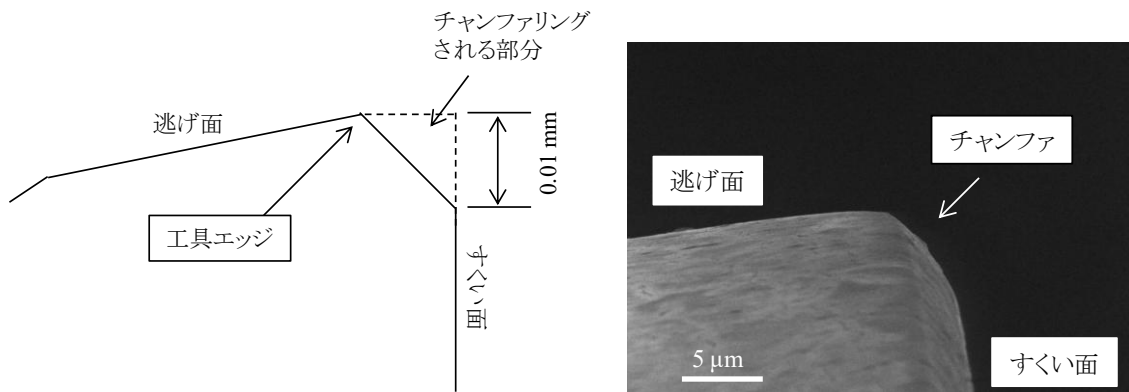 チャンファリング
される部分
逃げ面
0.01 mm
工具エッジ
すくい面
チャンファ
逃げ面
5 μm
すくい面